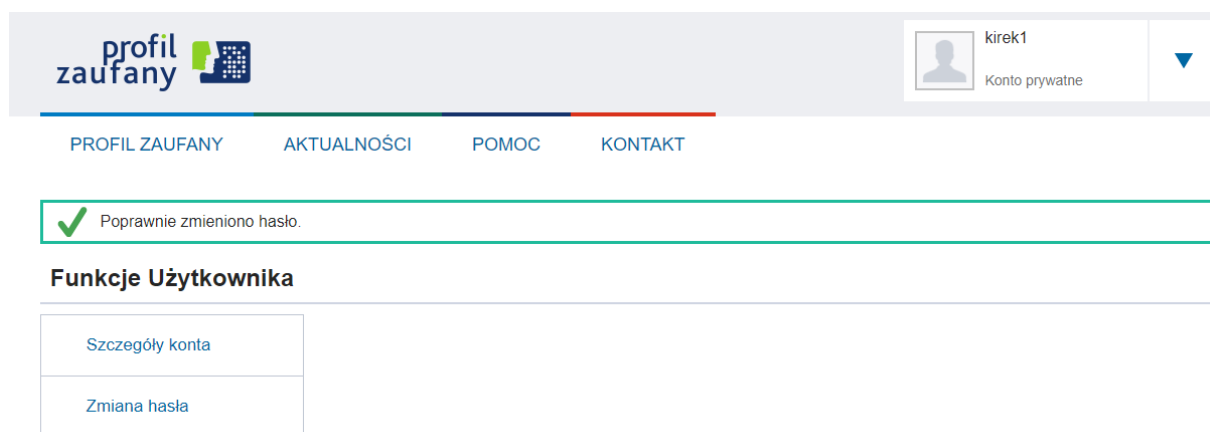 profil
zaufany
kirek1
Konto prywatne
PROFIL ZAUFANY
AKTUALNOŚCI
POMOC
KONTAKT
Poprawnie zmieniono hasło.
Funkcje Użytkownika
Szczegóły konta
Zmiana hasła